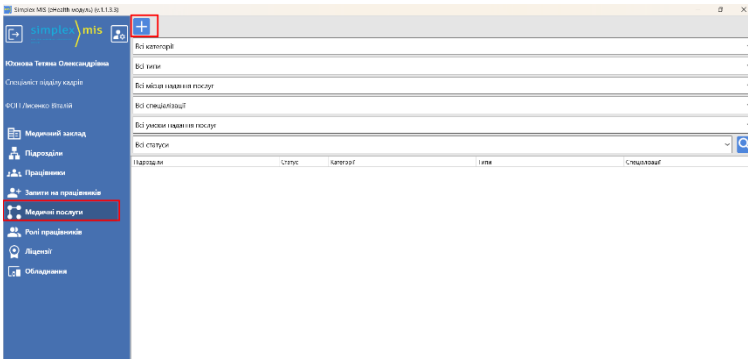 Simplex MIS (eHealth модуль) (v.1.1.3.3)
simplex mis
Юхнова Тетяна Олександрівна
Спеціаліст відділу кадрів
ФОП Лисенко Віталій
Медичний заклад
Підрозділи
Працівники
Запити на працівників
Медичні послуги
Ролі працівників
Ліцензії
Обладнання
Всі категорії
Всі типи
Всі місця надання послуг
Всі спеціалізації
Всі умови надання послуг
Всі статуси
Підрозділи Статус Категорії Типи Спеціалізації